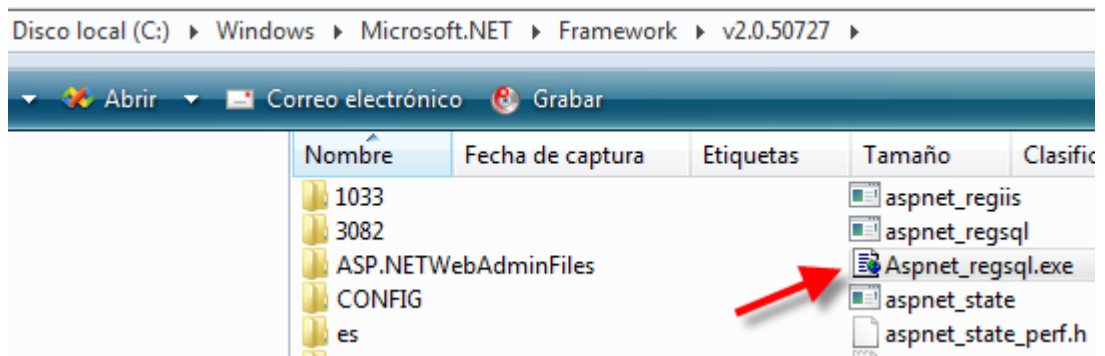 Disco local (C:) ▸ Windows ▸ Microsoft.NET ▸ Framework ▸ v2.0.50727 ▸
Abrir Correo electrónico Grabar
Nombre Fecha de captura Etiquetas Tamaño Clasific
1033 aspnet_regiis
3082 aspnet_regsql
ASP.NETWebAdminFiles Aspnet_regsql.exe
CONFIG aspnet_state
es aspnet_state_perf.h